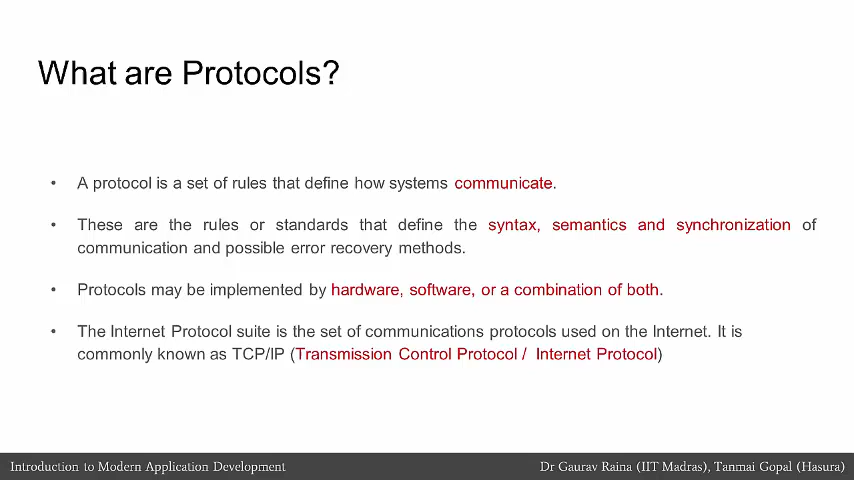 What are Protocols?
• A protocol is a set of rules that define how systems communicate.
• These are the rules or standards that define the syntax, semantics and synchronization of
communication and possible error recovery methods.
• Protocols may be implemented by hardware, software, or a combination of both.
• The Internet Protocol suite is the set of communications protocols used on the Internet. It is
commonly known as TCP/IP (Transmission Control Protocol / Internet Protocol)
Introduction to Modern Application Development
Dr Gaurav Raina (IIT Madras), Tanmai Gopal (Hasura)